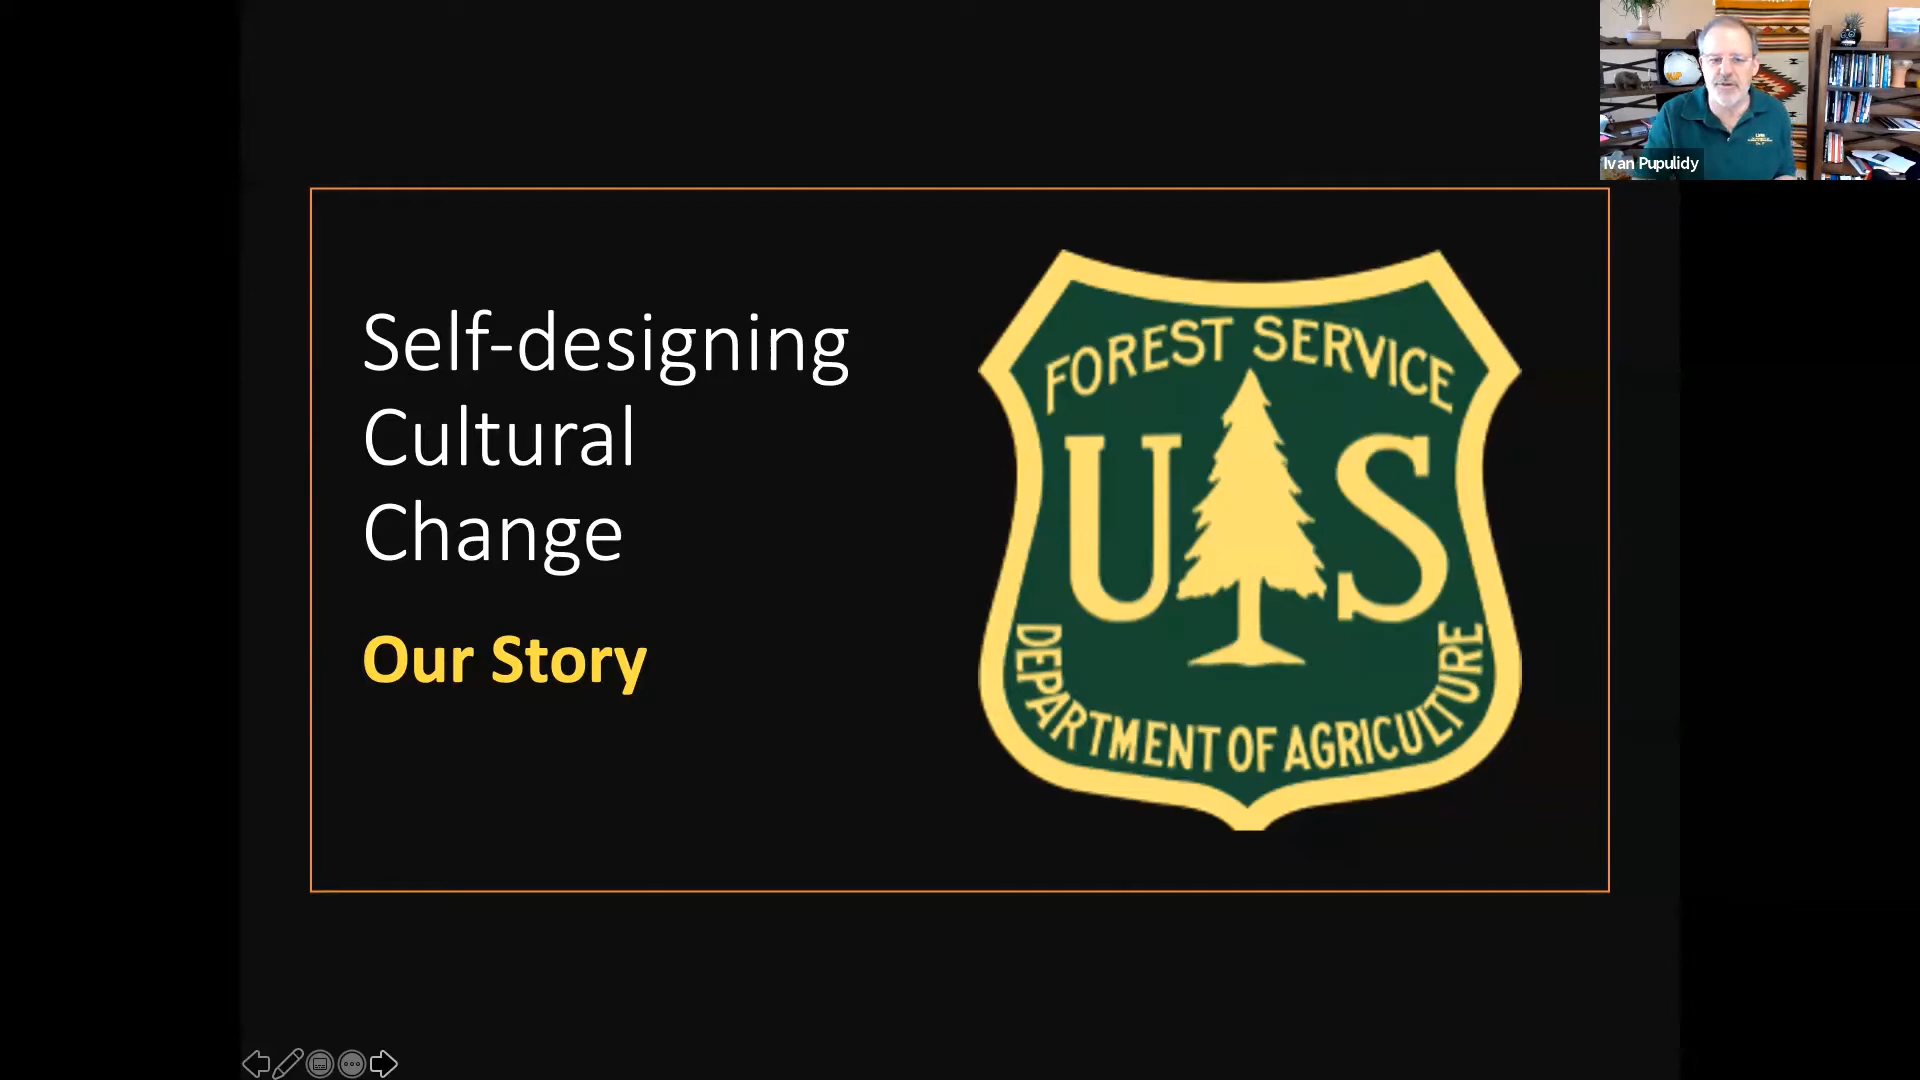 Self-designing
Cultural
Change
Our Story
FOREST SERVICE
U S
DEPARTMENT OF AGRICULTURE
Ivan Pupulidy